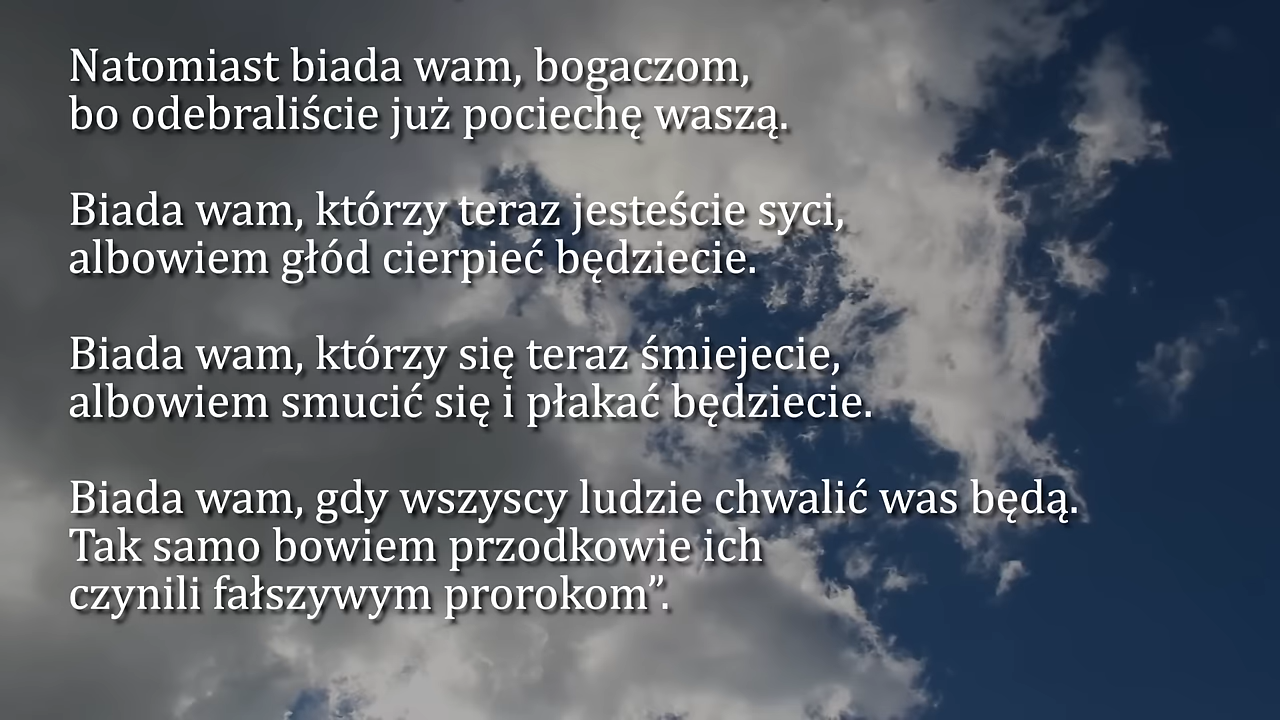 Natomiast biada wam, bogaczom,
bo odebraliście już pociechę waszą.
Biada wam, którzy teraz jesteście syci,
albowiem głód cierpieć będziecie.
Biada wam, którzy się teraz śmiejecie,
albowiem smucić się i płakać będziecie.
Biada wam, gdy wszyscy ludzie chwalić was będą.
Tak samo bowiem przodkowie ich
czynili fałszywym prorokom”.